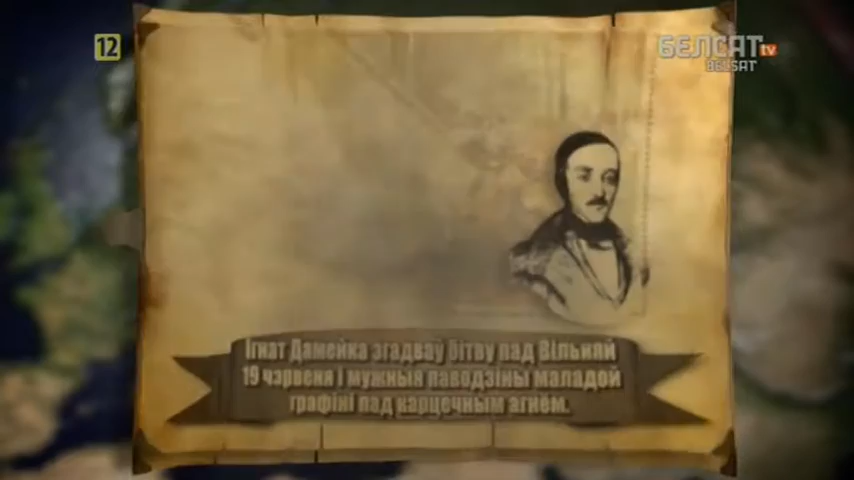 12
БЕЛСАТ tv
BELSAT
Ігнат Дамейка згадваў бітву пад Вільняй
19 чэрвеня і мужныя паводзіны маладой
графіні пад карцечным агнём.